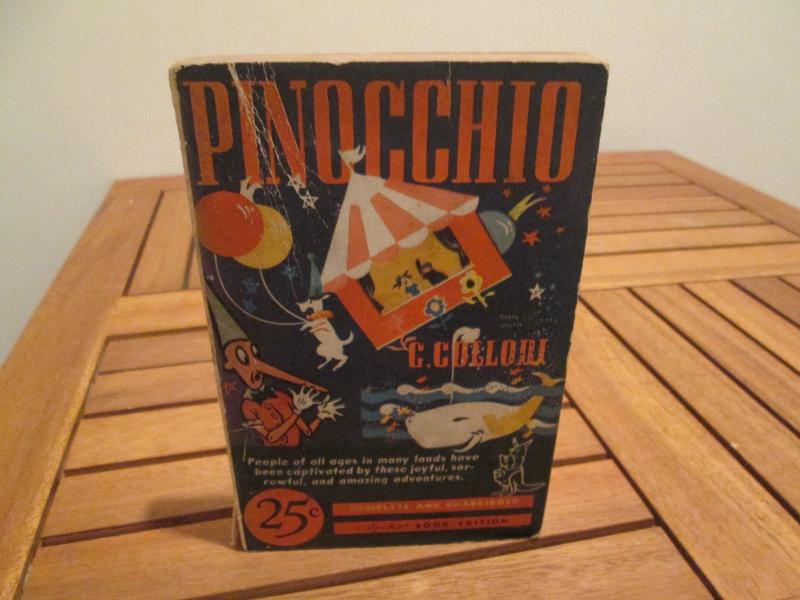 PINOCCHIO
C. COLLODI
People of all ages in many lands have
been captivated by these joyful, sor-
rowful, and amazing adventures.
25c
COMPLETE AND UNABRIDGED
Pocket BOOK EDITION